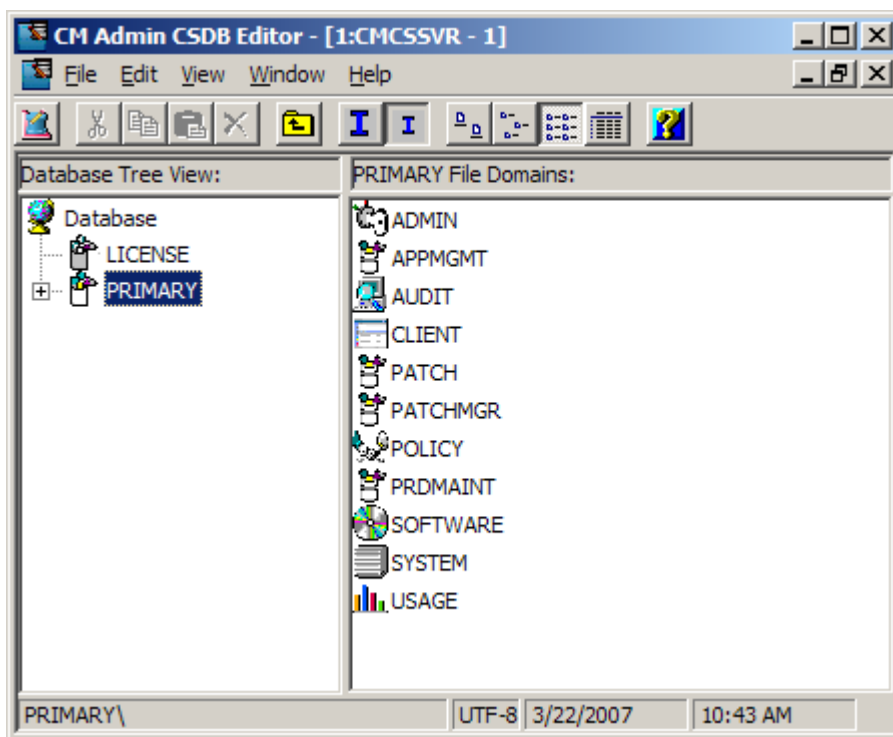 CM Admin CSDB Editor - [1:CMCSSVR - 1]
File Edit View Window Help
Database Tree View:
PRIMARY File Domains:
Database
LICENSE
PRIMARY
ADMIN
APPMGMT
AUDIT
CLIENT
PATCH
PATCHMGR
POLICY
PRDMAINT
SOFTWARE
SYSTEM
USAGE
PRIMARY\ UTF-8 3/22/2007 10:43 AM